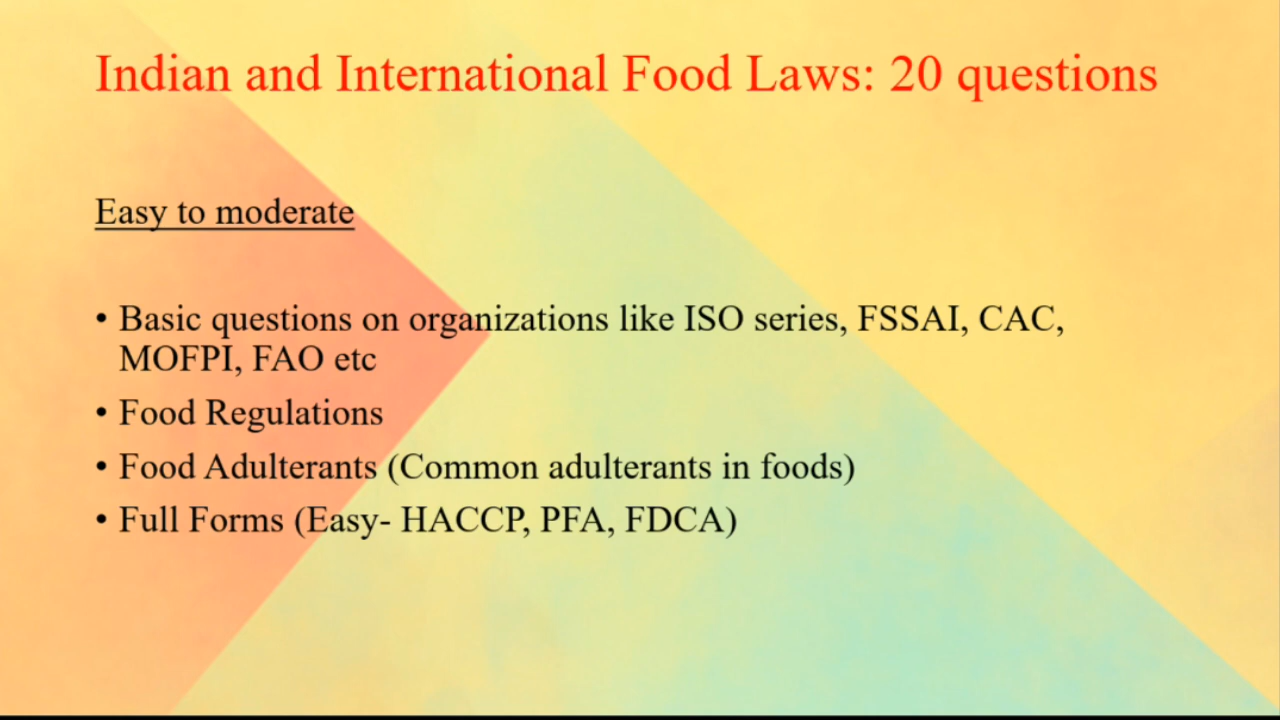 Indian and International Food Laws: 20 questions
Easy to moderate
• Basic questions on organizations like ISO series, FSSAI, CAC,
MOFPI, FAO etc
• Food Regulations
• Food Adulterants (Common adulterants in foods)
• Full Forms (Easy- HACCP, PFA, FDCA)